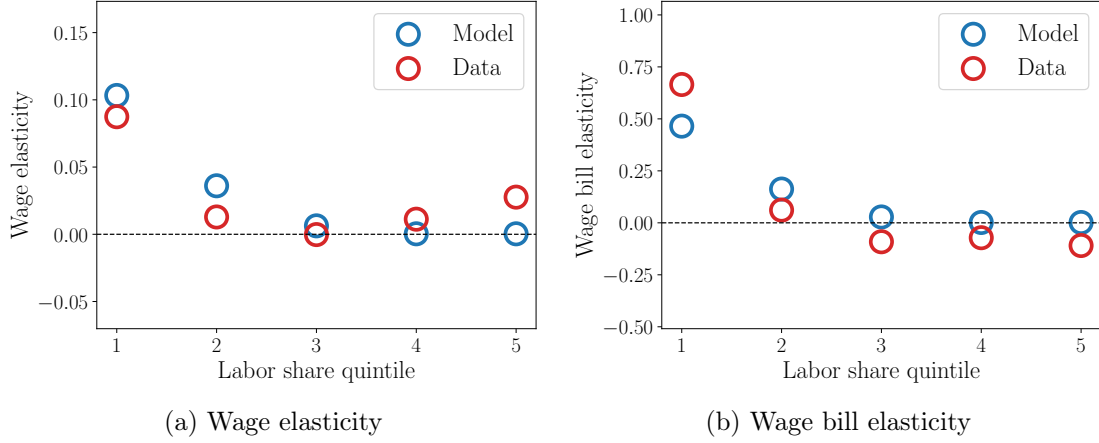 0.15
0.10
0.05
0.00
−0.05
Wage elasticity
Model
Data
1 2 3 4 5
Labor share quintile
(a) Wage elasticity
1.00
0.75
0.50
0.25
0.00
−0.25
−0.50
Wage bill elasticity
Model
Data
1 2 3 4 5
Labor share quintile
(b) Wage bill elasticity